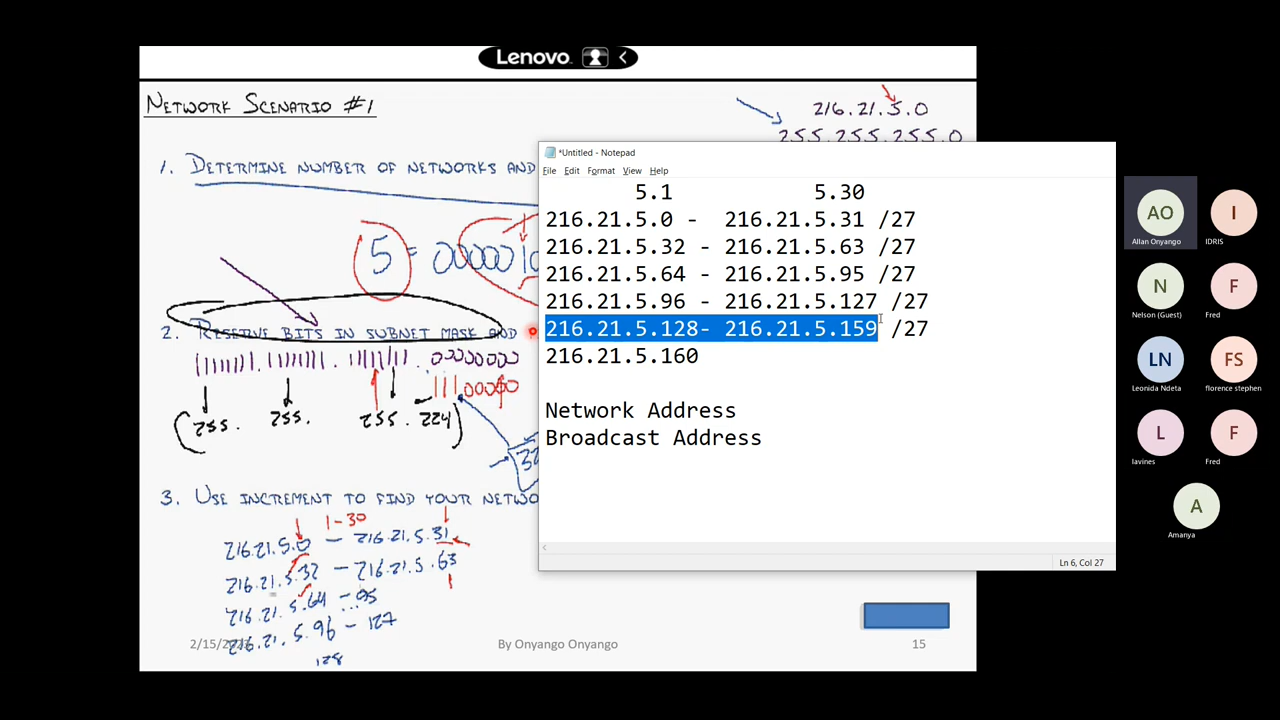 Lenovo
NETWORK SCENARIO #1
216.21.5.0
255.255.255.0
1. DETERMINE NUMBER OF NETWORKS AND
5 = 0000010
2. RESERVE BITS IN SUBNET MASK AND
11111111. 11111111. 11111111. 00000000
11100000
255. 255. 255. 224
32
3. USE INCREMENT TO FIND YOUR NETWO
1-30
216.21.5.0 — 216.21.5.31
216.21.5.32 — 216.21.5.63
216.21.5.64 — 95
216.21.5.96 — 127
128
By Onyango Onyango
15
*Untitled - Notepad
File Edit Format View Help
5.1 5.30
216.21.5.0 - 216.21.5.31 /27
216.21.5.32 - 216.21.5.63 /27
216.21.5.64 - 216.21.5.95 /27
216.21.5.96 - 216.21.5.127 /27
216.21.5.128- 216.21.5.159 /27
216.21.5.160
Network Address
Broadcast Address
Ln 6, Col 27
AO
Allan Onyango
I
IDRIS
N
Nelson (Guest)
F
Fred
LN
Leonida Ndeta
FS
florence stephen
L
lavines
F
Fred
A
Amanya